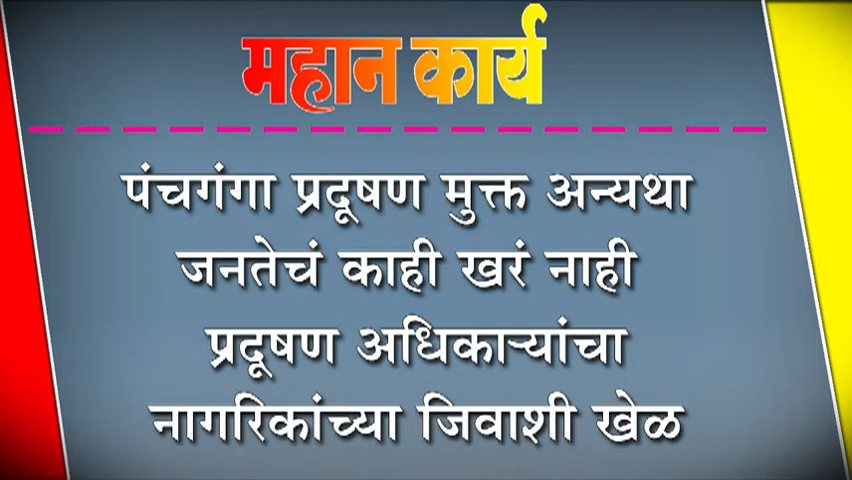 महान कार्य
पंचगंगा प्रदूषण मुक्त अन्यथा
जनतेचं काही खरं नाही
प्रदूषण अधिकाऱ्यांचा
नागरिकांच्या जिवाशी खेळ